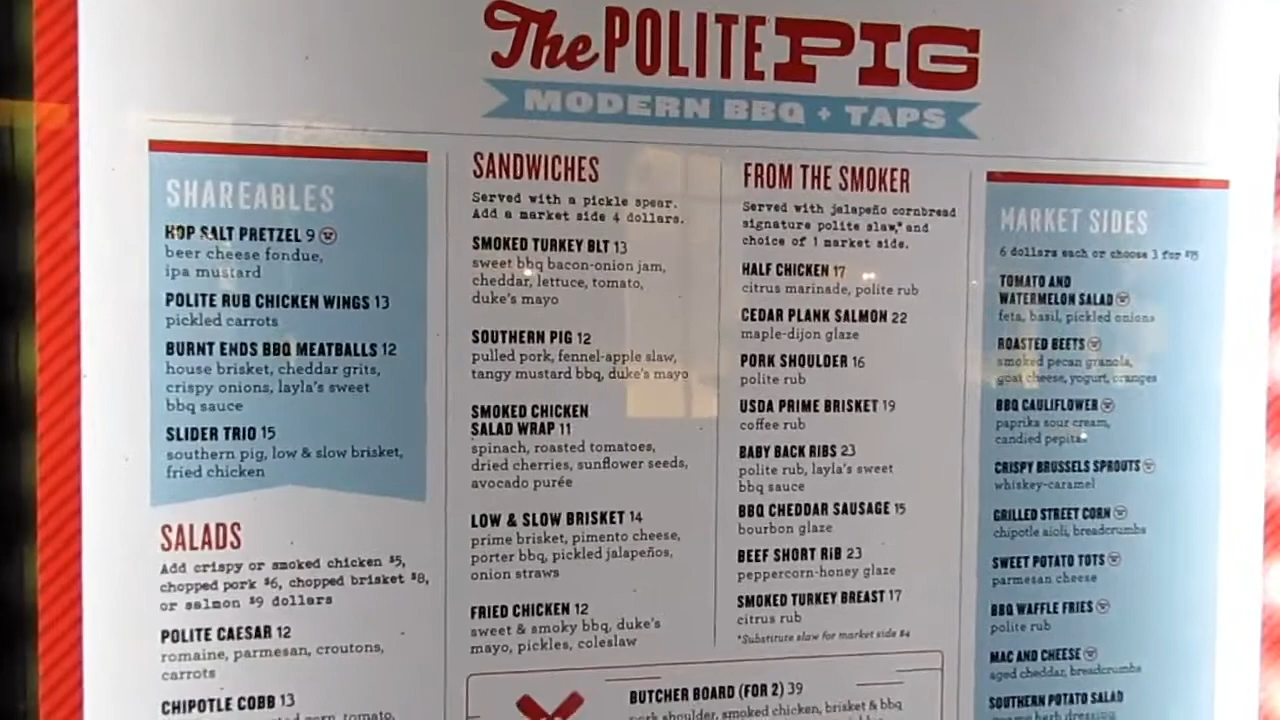 The POLITE PIG
MODERN BBQ + TAPS
SHAREABLES
HOP SALT PRETZEL 9
beer cheese fondue,
ipa mustard
POLITE RUB CHICKEN WINGS 13
pickled carrots
BURNT ENDS BBQ MEATBALLS 12
house brisket, cheddar grits,
crispy onions, layla's sweet
bbq sauce
SLIDER TRIO 15
southern pig, low & slow brisket,
fried chicken
SALADS
Add crispy or smoked chicken $5,
chopped pork $6, chopped brisket $8,
or salmon $9 dollars
POLITE CAESAR 12
romaine, parmesan, croutons,
carrots
CHIPOTLE COBB 13
corn, tomato,
SANDWICHES
Served with a pickle spear.
Add a market side 4 dollars.
SMOKED TURKEY BLT 13
sweet bbq bacon-onion jam,
cheddar, lettuce, tomato,
duke's mayo
SOUTHERN PIG 12
pulled pork, fennel-apple slaw,
tangy mustard bbq, duke's mayo
SMOKED CHICKEN
SALAD WRAP 11
spinach, roasted tomatoes,
dried cherries, sunflower seeds,
avocado purée
LOW & SLOW BRISKET 14
prime brisket, pimento cheese,
porter bbq, pickled jalapeños,
onion straws
FRIED CHICKEN 12
sweet & smoky bbq, duke's
mayo, pickles, coleslaw
FROM THE SMOKER
Served with jalapeño cornbread
signature polite slaw,* and
choice of 1 market side.
HALF CHICKEN 17
citrus marinade, polite rub
CEDAR PLANK SALMON 22
maple-dijon glaze
PORK SHOULDER 16
polite rub
USDA PRIME BRISKET 19
coffee rub
BABY BACK RIBS 23
polite rub, layla's sweet
bbq sauce
BBQ CHEDDAR SAUSAGE 15
bourbon glaze
BEEF SHORT RIB 23
peppercorn-honey glaze
SMOKED TURKEY BREAST 17
citrus rub
*Substitute slaw for market side $4
BUTCHER BOARD (FOR 2) 39
pork shoulder, smoked chicken, brisket & bbq
MARKET SIDES
6 dollars each or choose 3 for $15
TOMATO AND
WATERMELON SALAD
feta, basil, pickled onions
ROASTED BEETS
smoked pecan granola,
goat cheese, yogurt, oranges
BBQ CAULIFLOWER
paprika sour cream,
candied pepitas
CRISPY BRUSSELS SPROUTS
whiskey-caramel
GRILLED STREET CORN
chipotle aioli, breadcrumbs
SWEET POTATO TOTS
parmesan cheese
BBQ WAFFLE FRIES
polite rub
MAC AND CHEESE
aged cheddar, breadcrumbs
SOUTHERN POTATO SALAD
herb dressing